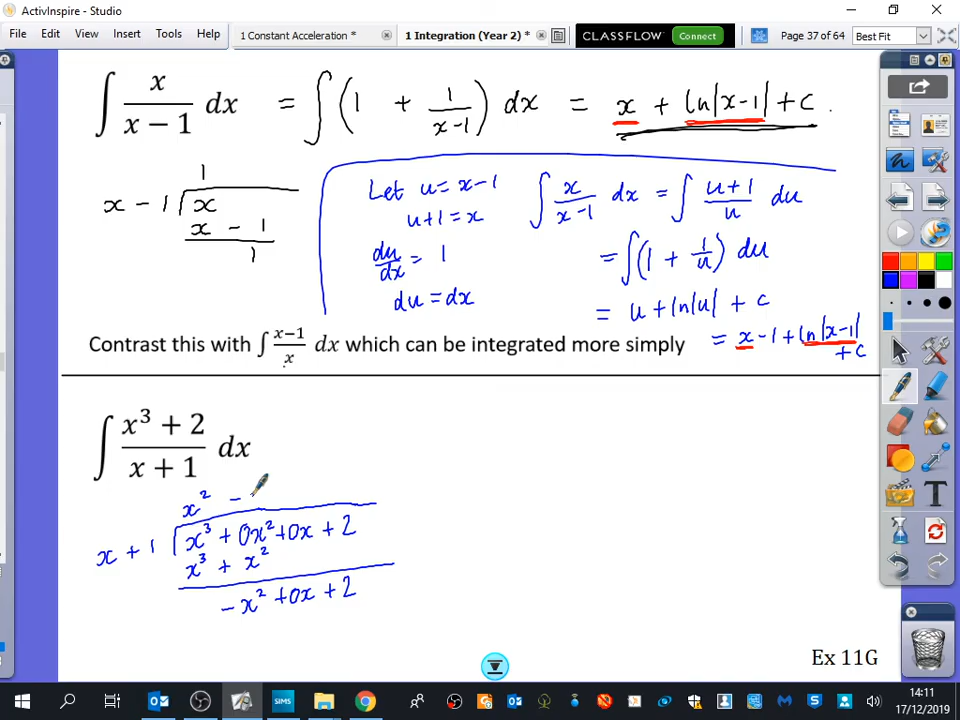 ActivInspire - Studio
File Edit View Insert Tools Help
1 Constant Acceleration *
1 Integration (Year 2) *
CLASSFLOW Connect
Page 37 of 64
Best Fit
∫ x/(x − 1) dx = ∫ (1 + 1/(x−1)) dx = x + ln|x−1| + c .
1
x − 1 | x
x − 1
1
Let u = x−1
u+1 = x
du/dx = 1
du = dx
∫ x/(x−1) dx = ∫ (u+1)/u du
= ∫ (1 + 1/u) du
= u + ln|u| + c
= x −1 + ln|x−1| + c
Contrast this with ∫ (x−1)/x dx which can be integrated more simply
∫ (x³ + 2)/(x + 1) dx
x² −
x + 1 | x³ + 0x² + 0x + 2
x³ + x²
− x² + 0x + 2
Ex 11G
T
SIMS
14:11
17/12/2019